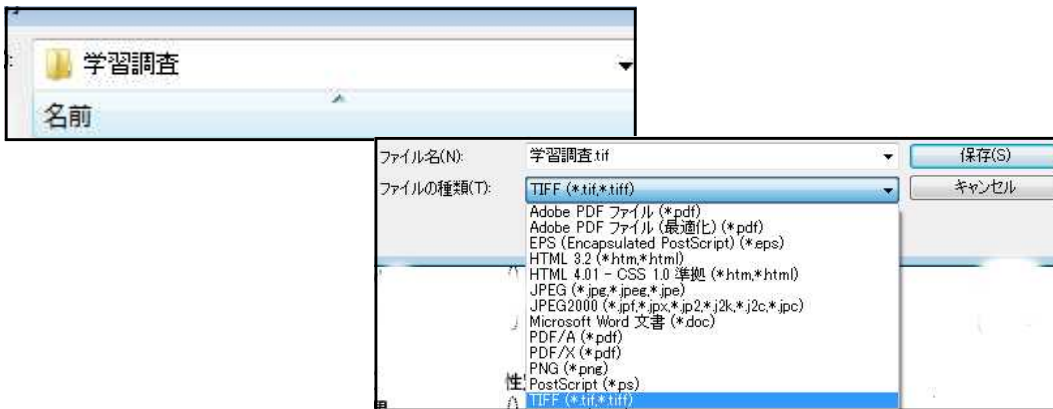 学習調査
名前
ファイル名(N):
学習調査.tif
保存(S)
ファイルの種類(T):
TIFF (*.tif,*.tiff)
キャンセル
Adobe PDF ファイル (*.pdf)
Adobe PDF ファイル (最適化) (*.pdf)
EPS (Encapsulated PostScript) (*.eps)
HTML 3.2 (*.htm,*.html)
HTML 4.01 - CSS 1.0 準拠 (*.htm,*.html)
JPEG (*.jpg,*.jpeg,*.jpe)
JPEG2000 (*.jpf,*.jpx,*.jp2,*.j2k,*.j2c,*.jpc)
Microsoft Word 文書 (*.doc)
PDF/A (*.pdf)
PDF/X (*.pdf)
PNG (*.png)
性
PostScript (*.ps)
TIFF (*.tif,*.tiff)